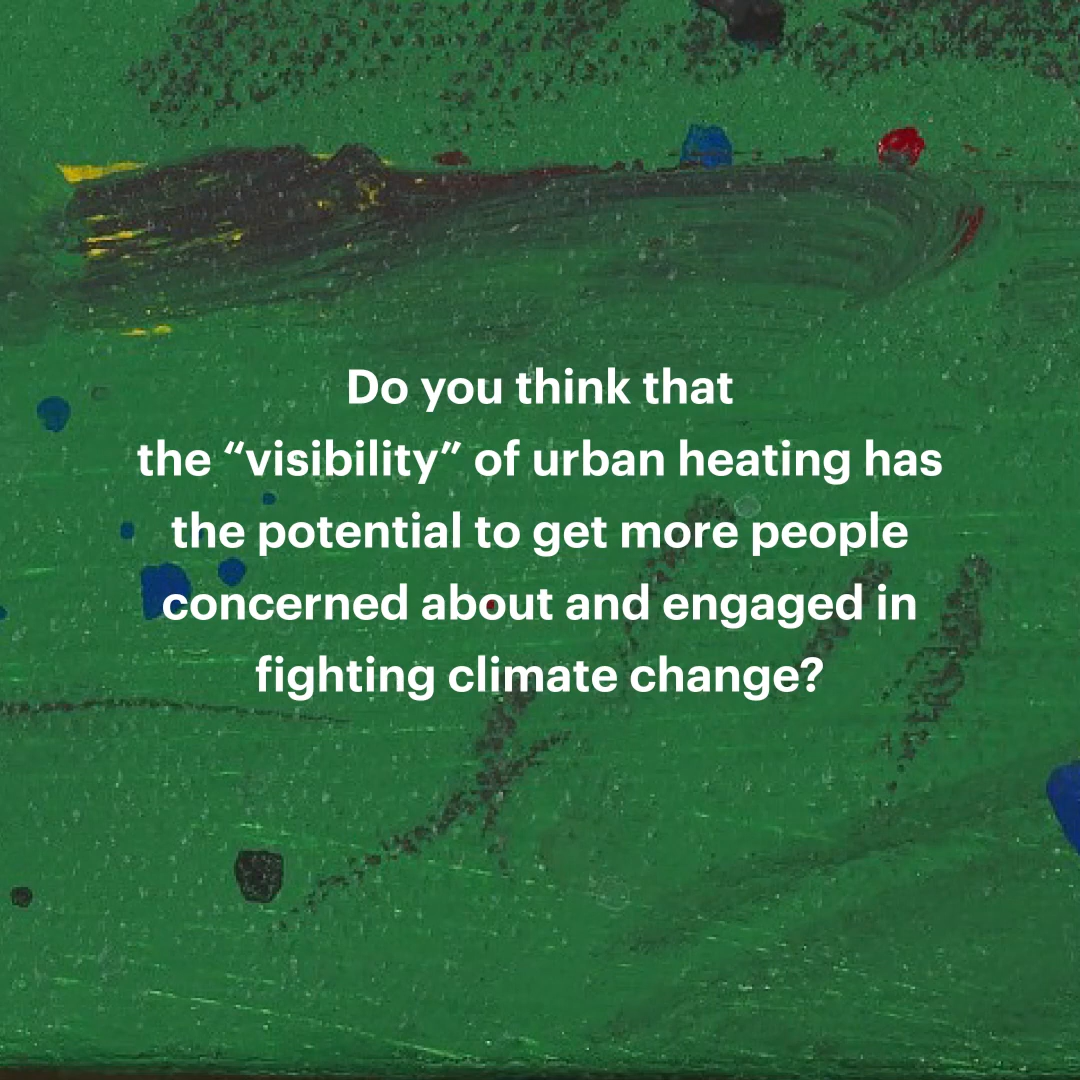 Do you think that
the “visibility” of urban heating has
the potential to get more people
concerned about and engaged in
fighting climate change?